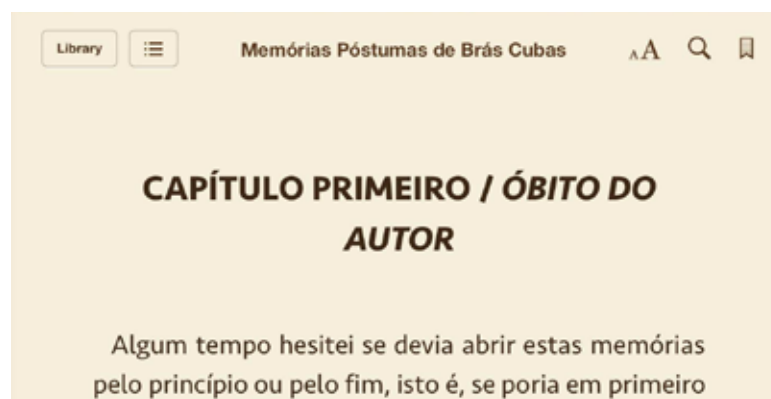 Library
Memórias Póstumas de Brás Cubas
AA
CAPÍTULO PRIMEIRO / ÓBITO DO
AUTOR
Algum tempo hesitei se devia abrir estas memórias
pelo princípio ou pelo fim, isto é, se poria em primeiro